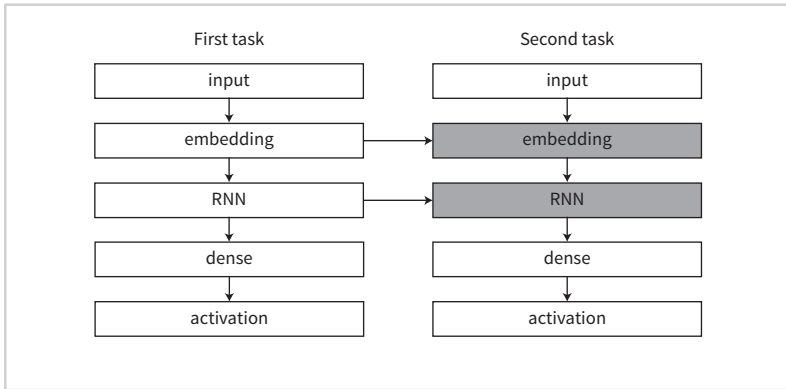 First task
Second task
input
input
embedding
embedding
RNN
RNN
dense
dense
activation
activation